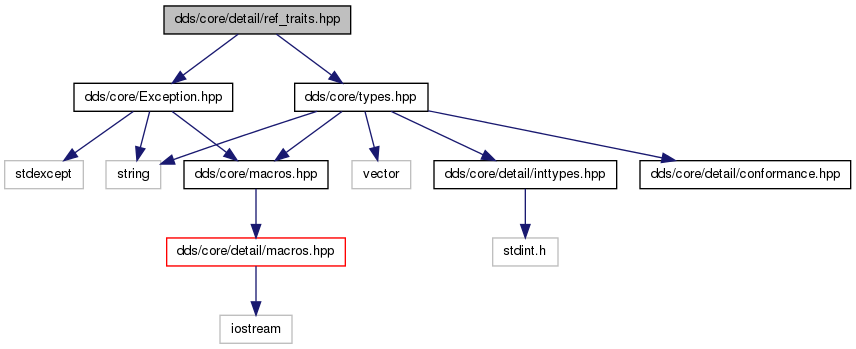 dds/core/detail/ref_traits.hpp
dds/core/Exception.hpp
dds/core/types.hpp
stdexcept
string
dds/core/macros.hpp
vector
dds/core/detail/inttypes.hpp
dds/core/detail/conformance.hpp
dds/core/detail/macros.hpp
stdint.h
iostream